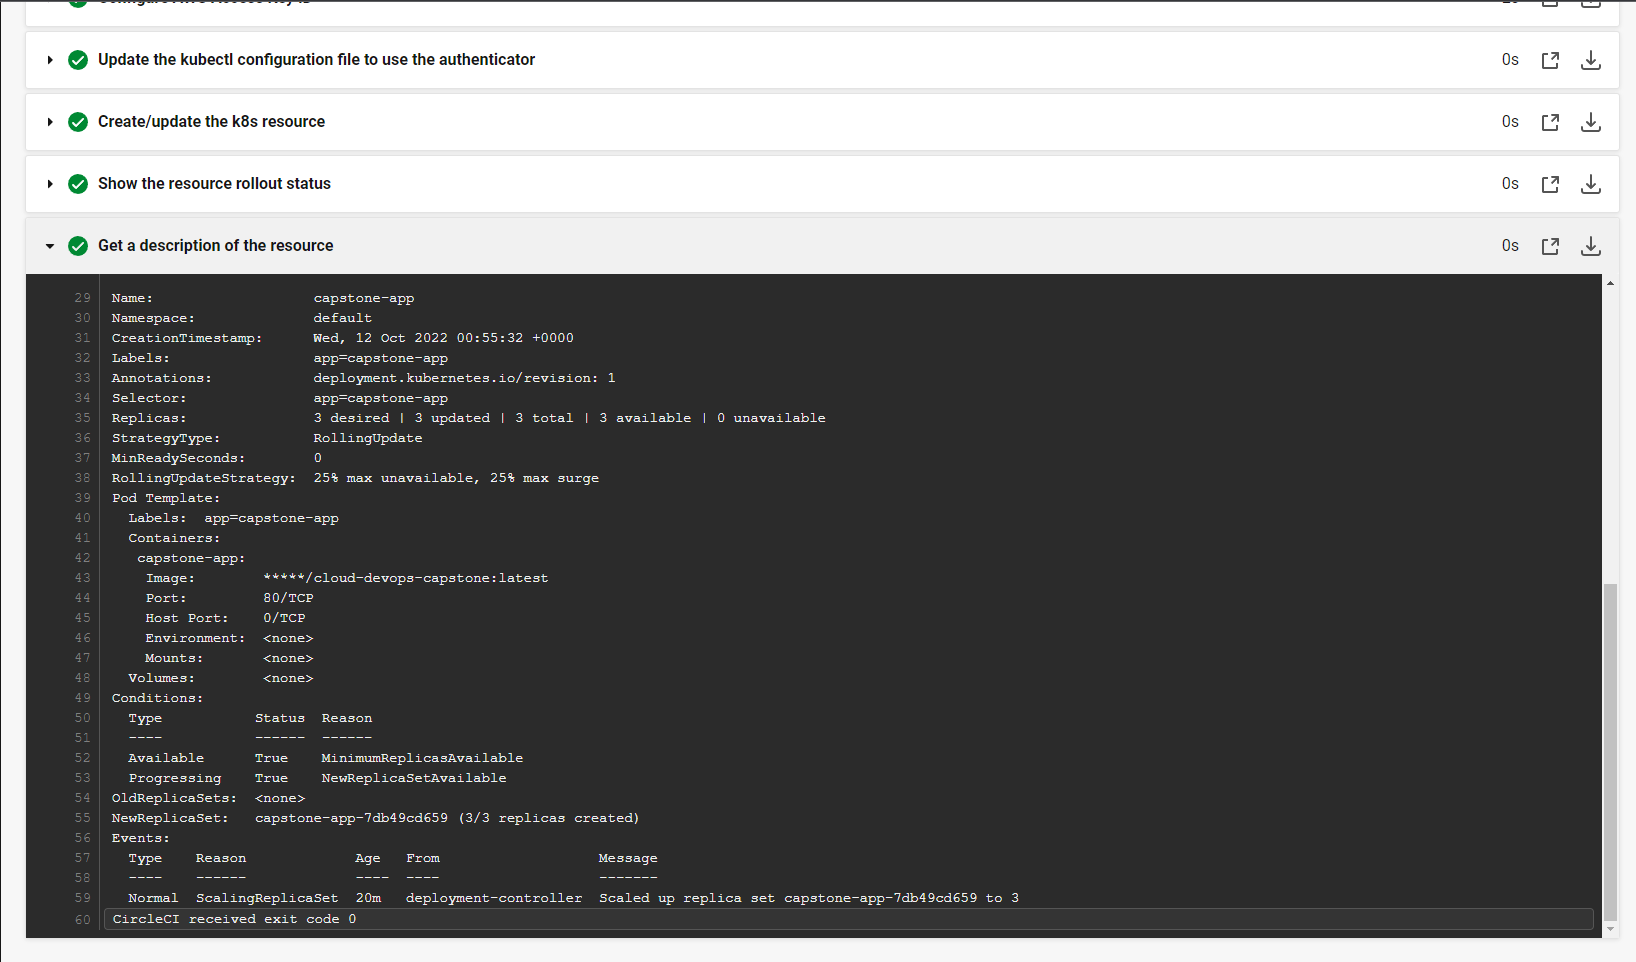 Update the kubectl configuration file to use the authenticator 0s
Create/update the k8s resource 0s
Show the resource rollout status 0s
Get a description of the resource 0s
29 Name: capstone-app
30 Namespace: default
31 CreationTimestamp: Wed, 12 Oct 2022 00:55:32 +0000
32 Labels: app=capstone-app
33 Annotations: deployment.kubernetes.io/revision: 1
34 Selector: app=capstone-app
35 Replicas: 3 desired | 3 updated | 3 total | 3 available | 0 unavailable
36 StrategyType: RollingUpdate
37 MinReadySeconds: 0
38 RollingUpdateStrategy: 25% max unavailable, 25% max surge
39 Pod Template:
40 Labels: app=capstone-app
41 Containers:
42 capstone-app:
43 Image: *****/cloud-devops-capstone:latest
44 Port: 80/TCP
45 Host Port: 0/TCP
46 Environment: <none>
47 Mounts: <none>
48 Volumes: <none>
49 Conditions:
50 Type Status Reason
51 ---- ------ ------
52 Available True MinimumReplicasAvailable
53 Progressing True NewReplicaSetAvailable
54 OldReplicaSets: <none>
55 NewReplicaSet: capstone-app-7db49cd659 (3/3 replicas created)
56 Events:
57 Type Reason Age From Message
58 ---- ------ ---- ---- -------
59 Normal ScalingReplicaSet 20m deployment-controller Scaled up replica set capstone-app-7db49cd659 to 3
60 CircleCI received exit code 0